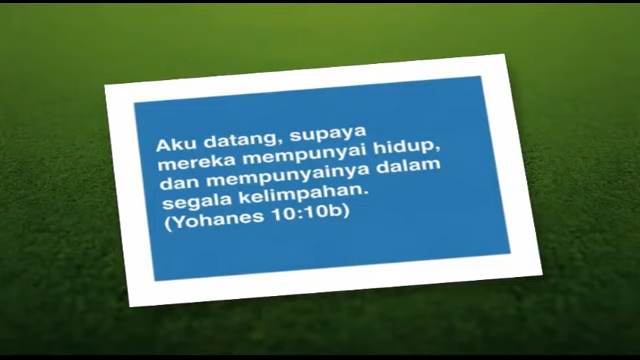 Aku datang, supaya
mereka mempunyai hidup,
dan mempunyainya dalam
segala kelimpahan.
(Yohanes 10:10b)